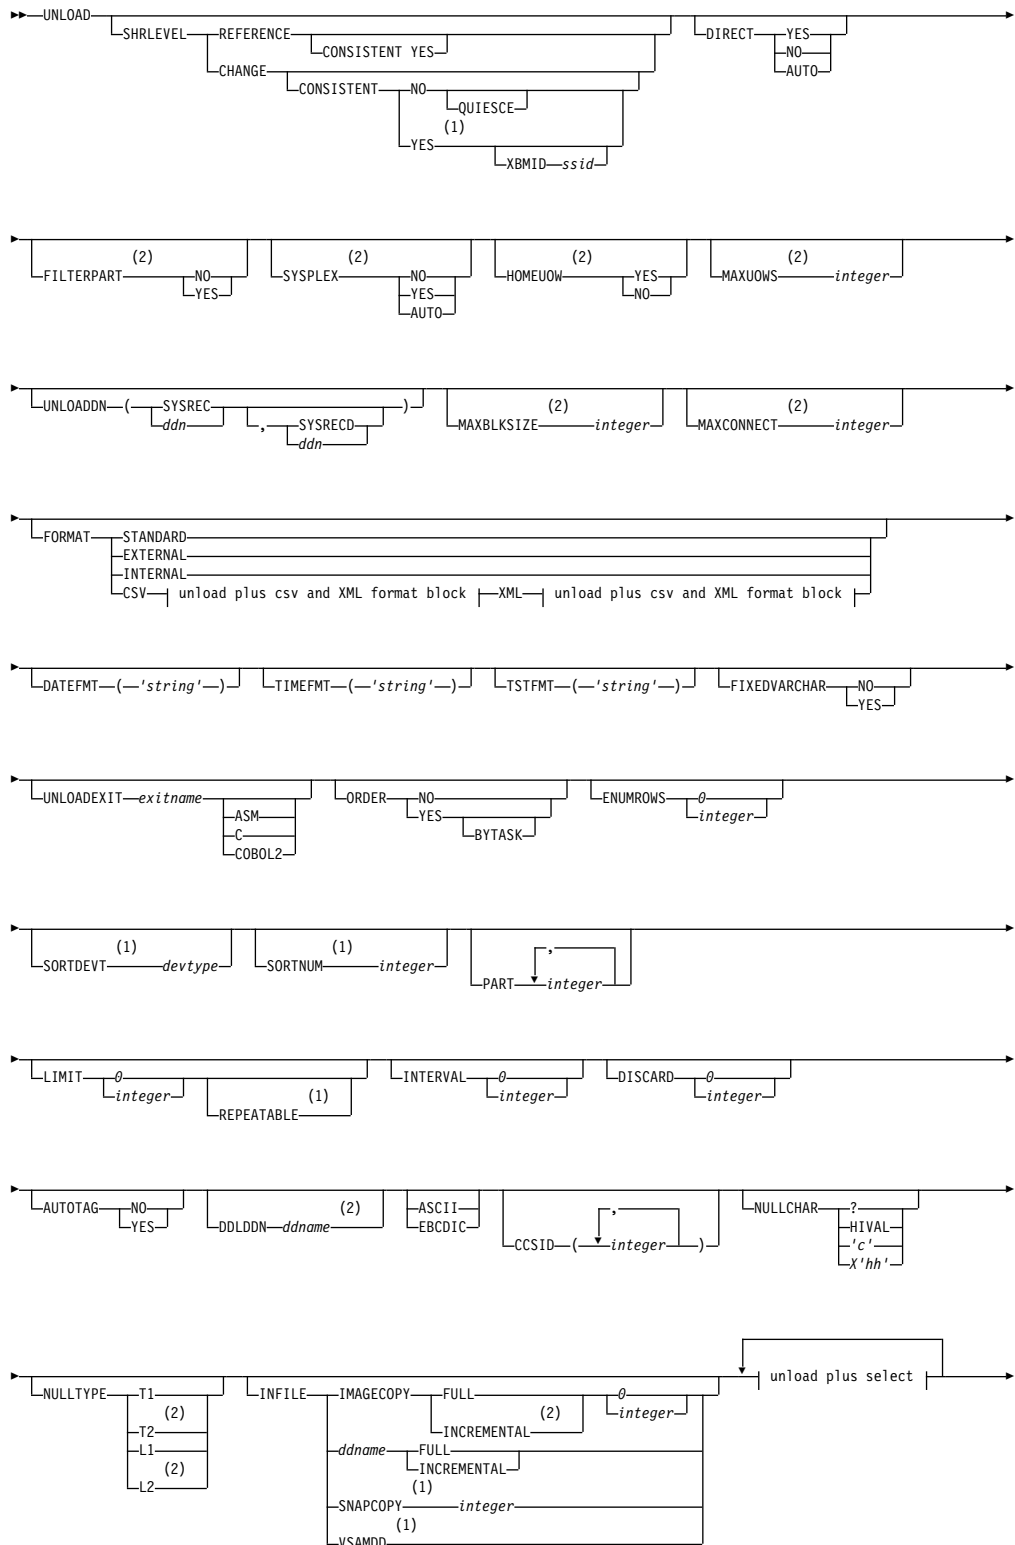 UNLOAD
SHRLEVEL REFERENCE DIRECT YES
CONSISTENT YES NO
CHANGE AUTO
CONSISTENT NO
QUIESCE
(1)
YES
XBMID ssid
(2) (2) (2) (2)
FILTERPART NO SYSPLEX NO HOMEUOW YES MAXUOWS integer
YES YES NO
AUTO
UNLOADDN ( SYSREC ) (2) (2)
ddn , SYSRECD MAXBLKSIZE integer MAXCONNECT integer
ddn
FORMAT STANDARD
EXTERNAL
INTERNAL
CSV unload plus csv and XML format block XML unload plus csv and XML format block
DATEFMT ( 'string' ) TIMEFMT ( 'string' ) TSTFMT ( 'string' ) FIXEDVARCHAR NO
YES
UNLOADEXIT exitname ORDER NO ENUMROWS 0
ASM YES integer
C BYTASK
COBOL2
(1) (1) ,
SORTDEVT devtype SORTNUM integer
PART integer
LIMIT 0 INTERVAL 0 DISCARD 0
integer (1) integer integer
REPEATABLE
AUTOTAG NO (2) ASCII , NULLCHAR ?
YES DDLDDN ddname EBCDIC CCSID ( integer ) HIVAL
'c'
X'hh'
unload plus select
NULLTYPE T1 INFILE IMAGECOPY FULL 0
(2) (2) integer
T2 INCREMENTAL
L1 ddname FULL
(2) INCREMENTAL
L2 (1)
SNAPCOPY integer
(1)
VSAMDD